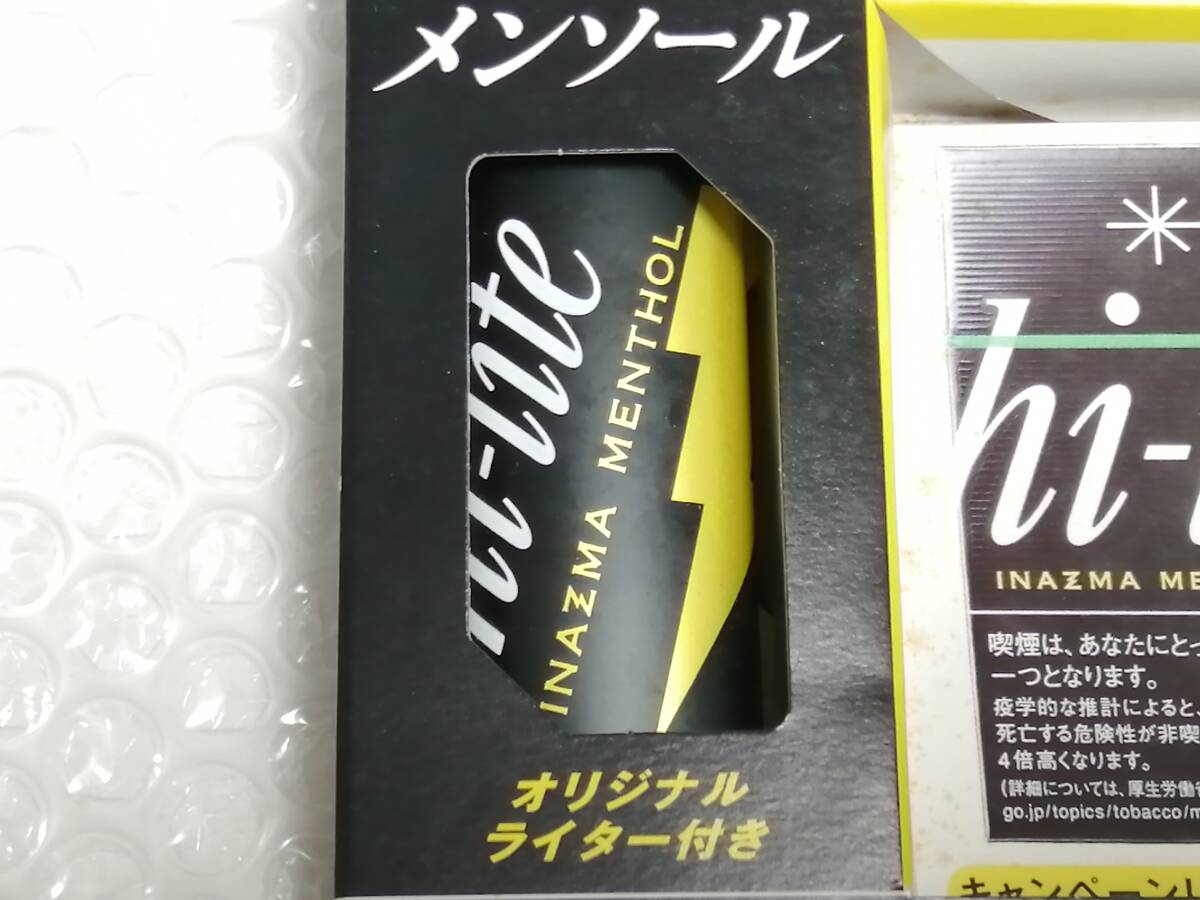 メンソール
hi-lite
INAZMA MENTHOL
オリジナル
ライター付き
hi-
INAZMA ME
喫煙は、あなたにとっ
一つとなります。
疫学的な推計によると、
死亡する危険性が非喫
4倍高くなります。
(詳細については、厚生労働省
go.jp/topics/tobacco/m
キャンペーン